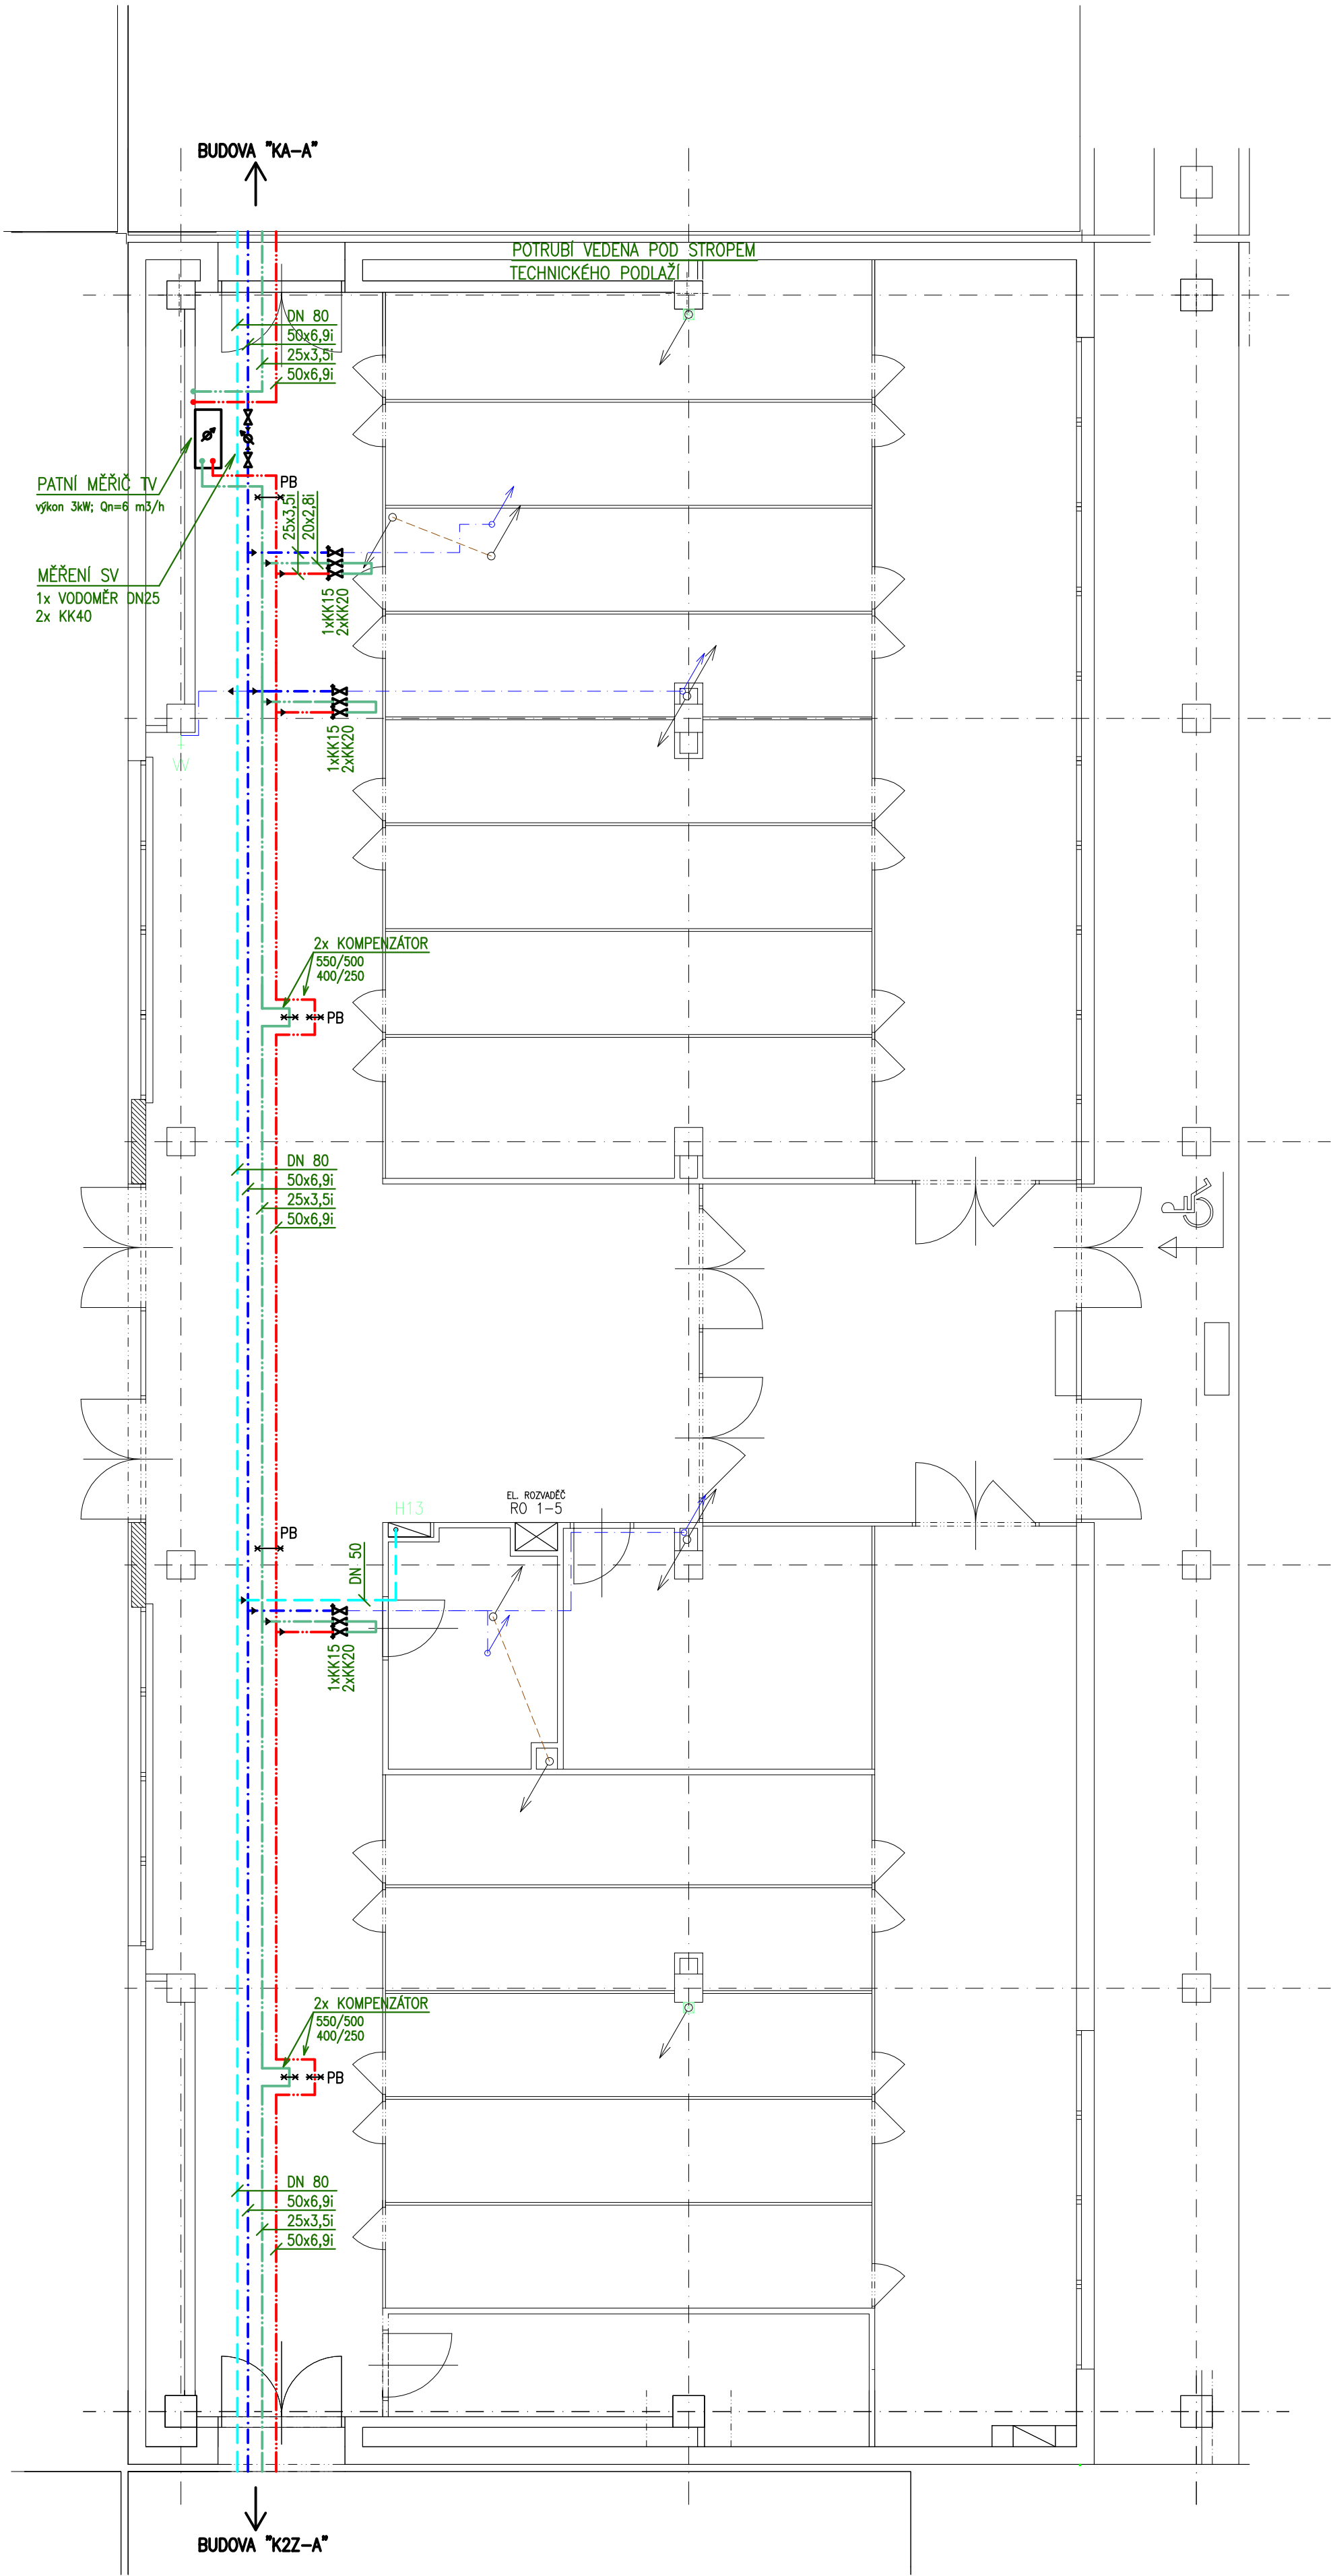 BUDOVA "KA-A"
POTRUBÍ VEDENA POD STROPEM
TECHNICKÉHO PODLAŽÍ
DN 80
50x6,9i
25x3,5i
50x6,9i
PATNÍ MĚŘIČ TV
výkon 3kW; Qn=6 m3/h
PB
25x3,5i
20x2,8i
MĚŘENÍ SV
1x VODOMĚR DN25
2x KK40
1xKK15
2xKK20
1xKK15
2xKK20
W
2x KOMPENZÁTOR
550/500
400/250
PB
DN 80
50x6,9i
25x3,5i
50x6,9i
EL. ROZVADĚČ
RO 1-5
H13
PB
DN 50
1xKK15
2xKK20
2x KOMPENZÁTOR
550/500
400/250
PB
DN 80
50x6,9i
25x3,5i
50x6,9i
BUDOVA "K2Z-A"